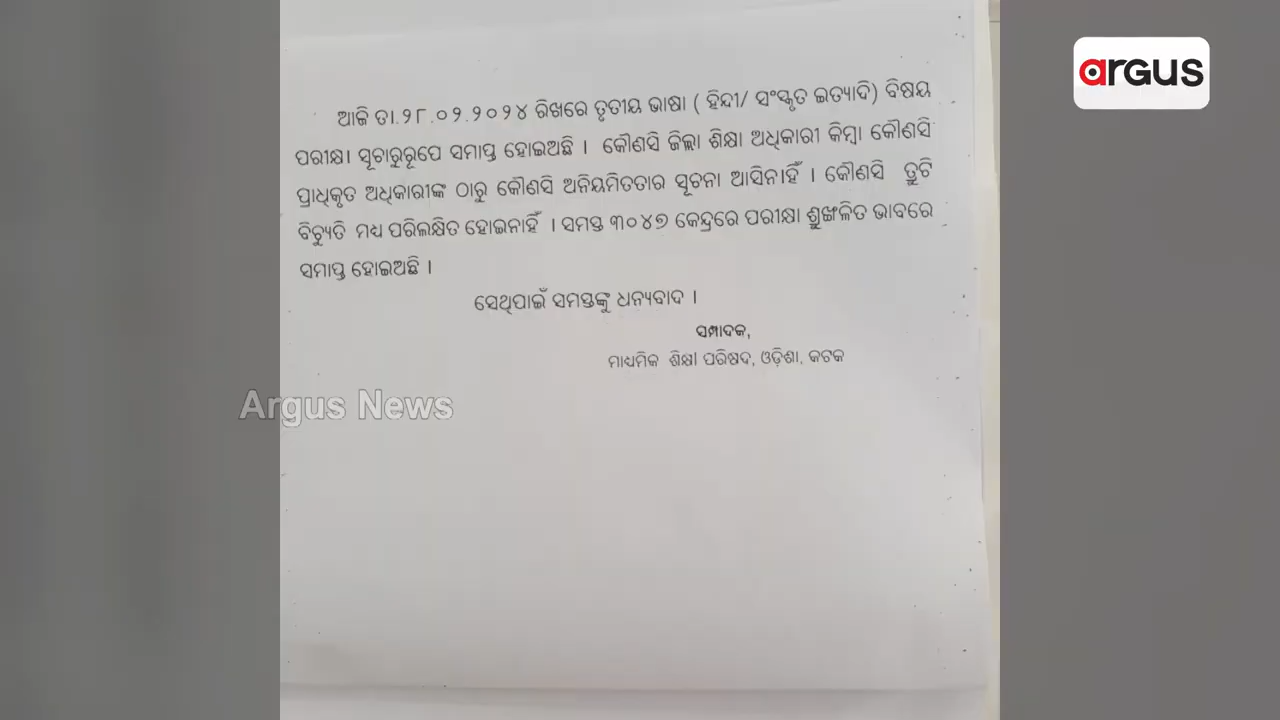 argus
ଆଜି ତା.୨୮.୦୨.୨୦୨୪ ରିଖରେ ତୃତୀୟ ଭାଷା ( ହିନ୍ଦୀ/ ସଂସ୍କୃତ ଇତ୍ୟାଦି) ବିଷୟ
ପରୀକ୍ଷା ସୂଚାରୁରୂପେ ସମାପ୍ତ ହୋଇଅଛି । କୌଣସି ଜିଲ୍ଲା ଶିକ୍ଷା ଅଧିକାରୀ କିମ୍ବା କୌଣସି
ପ୍ରାଧିକୃତ ଅଧିକାରୀଙ୍କ ଠାରୁ କୌଣସି ଅନିୟମିତତାର ସୂଚନା ଆସିନାହିଁ । କୌଣସି ତ୍ରୁଟି
ବିଚ୍ୟୁତି ମଧ୍ୟ ପରିଲକ୍ଷିତ ହୋଇନାହିଁ । ସମସ୍ତ ୩୦୪୭ କେନ୍ଦ୍ରରେ ପରୀକ୍ଷା ଶୃଙ୍ଖଳିତ ଭାବରେ
ସମାପ୍ତ ହୋଇଅଛି ।
ସେଥିପାଇଁ ସମସ୍ତଙ୍କୁ ଧନ୍ୟବାଦ ।
ସମ୍ପାଦକ,
ମାଧ୍ୟମିକ ଶିକ୍ଷା ପରିଷଦ, ଓଡ଼ିଶା, କଟକ
Argus News